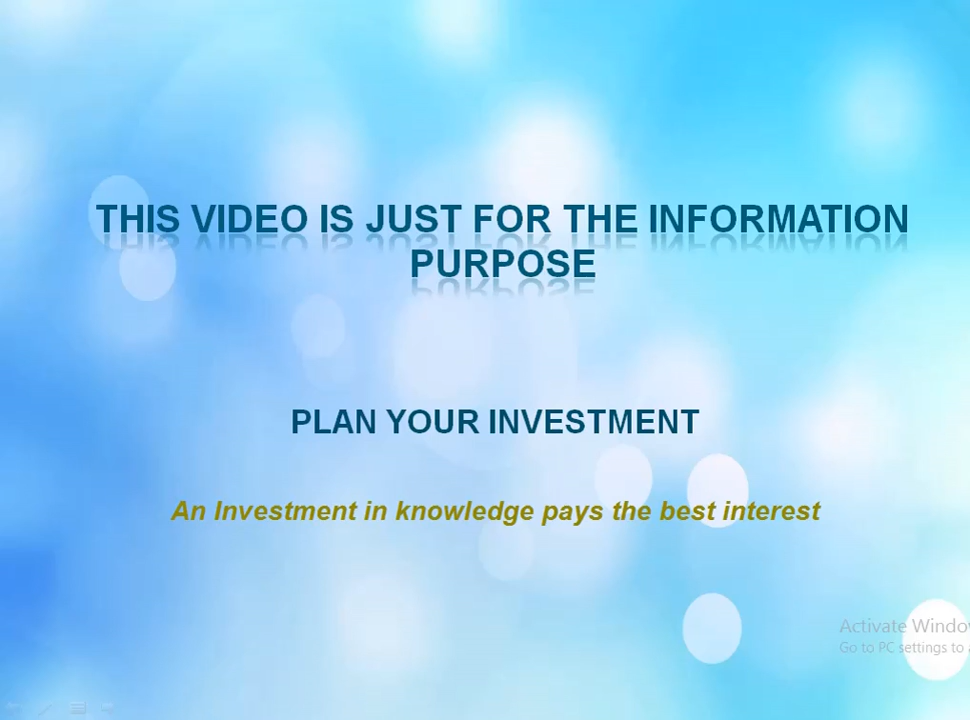 THIS VIDEO IS JUST FOR THE INFORMATION
PURPOSE
PLAN YOUR INVESTMENT
An Investment in knowledge pays the best interest
Activate
Go to PC settings to